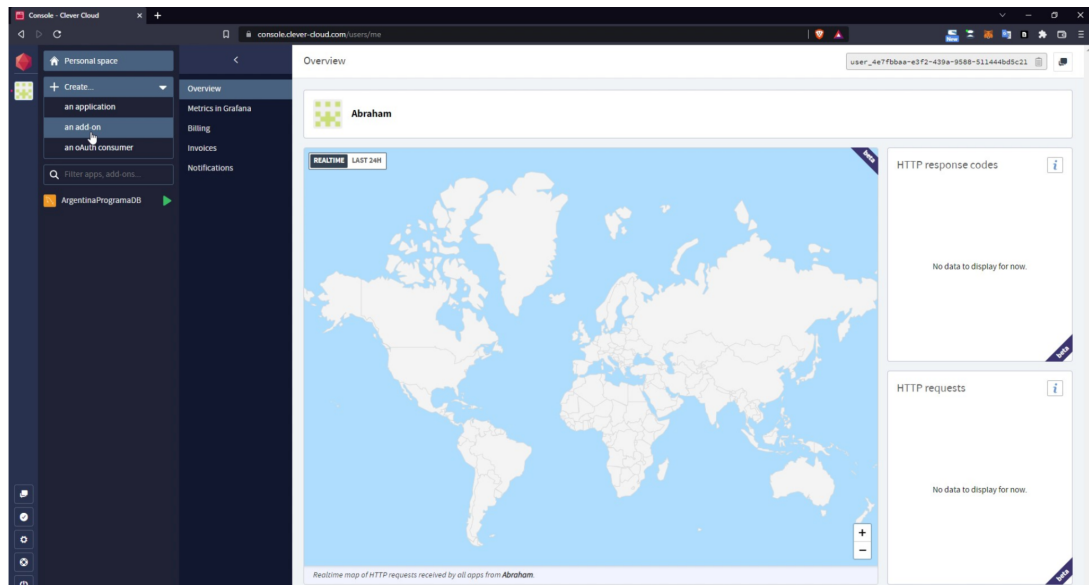 Console - Clever Cloud
console.clever-cloud.com/users/me
New
Personal space
Create...
an application
an add-on
an oAuth consumer
Filter apps, add-ons...
ArgentinaProgramaDB
Overview
Metrics in Grafana
Billing
Invoices
Notifications
Overview
user_4e7fbbaa-e3f2-439a-9588-511444bd5c21
Abraham
REALTIME LAST 24H
beta
Realtime map of HTTP requests received by all apps from Abraham.
HTTP response codes
i
No data to display for now.
beta
HTTP requests
i
No data to display for now.
beta